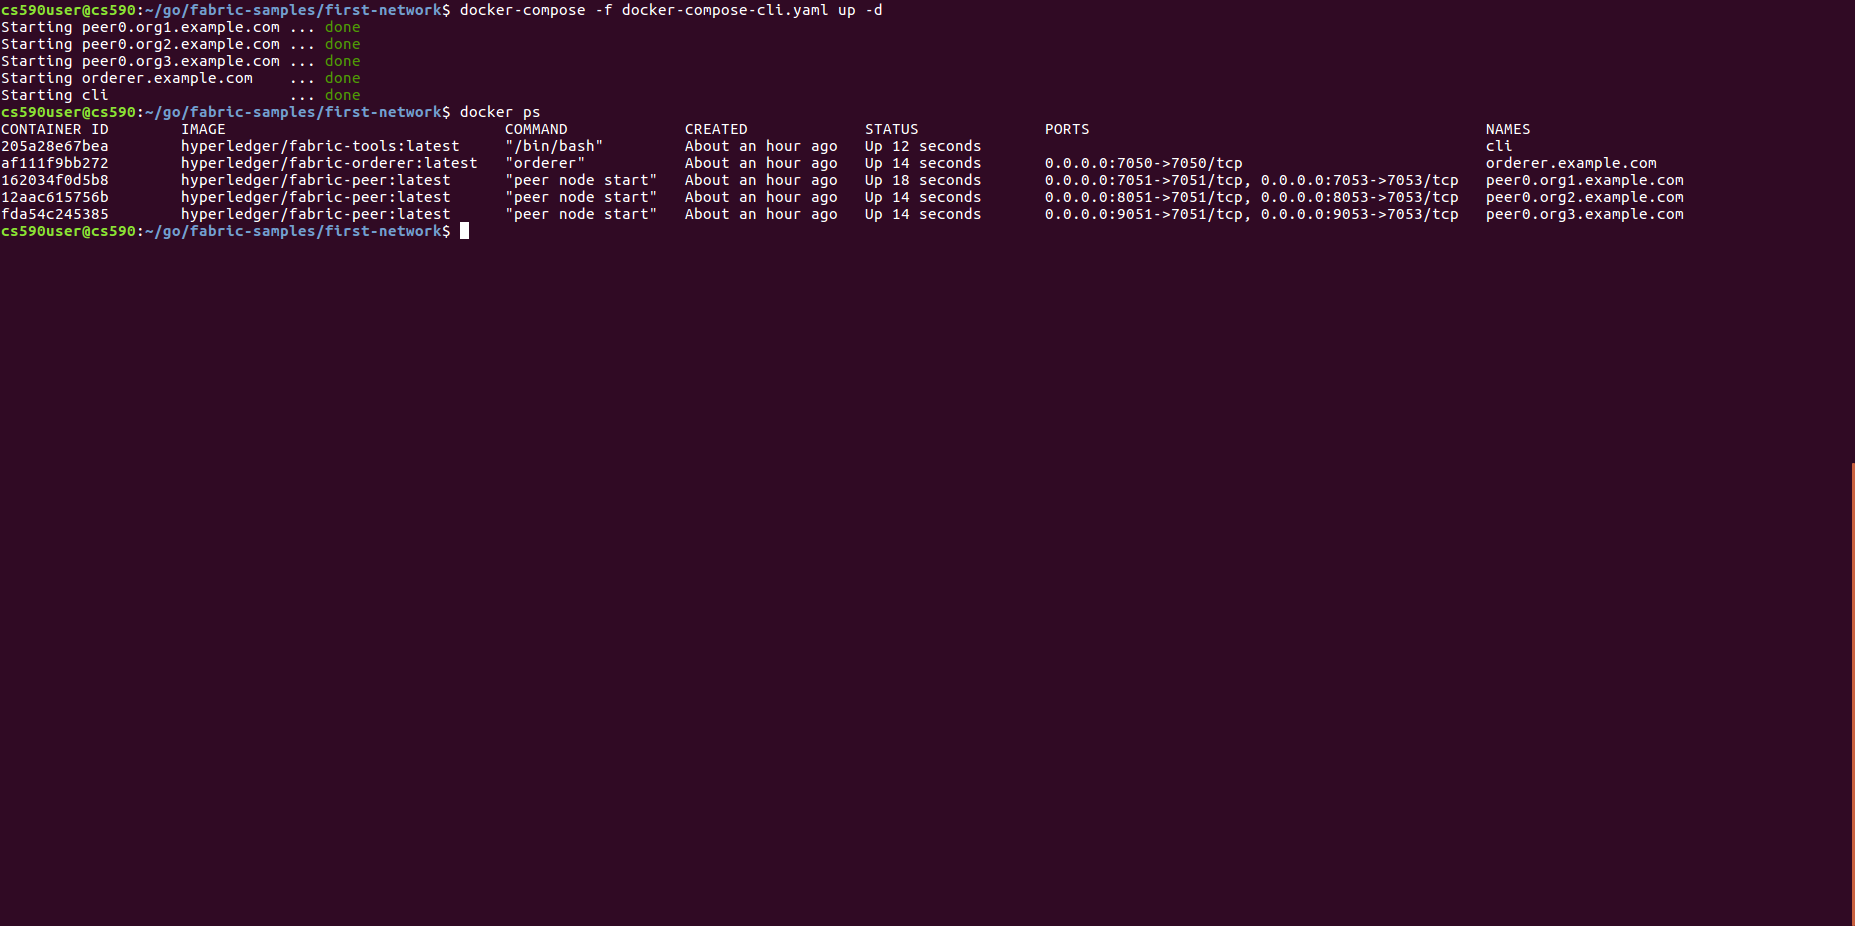 cs590user@cs590:~/go/fabric-samples/first-network$ docker-compose -f docker-compose-cli.yaml up -d
Starting peer0.org1.example.com ... done
Starting peer0.org2.example.com ... done
Starting peer0.org3.example.com ... done
Starting orderer.example.com    ... done
Starting cli                    ... done
cs590user@cs590:~/go/fabric-samples/first-network$ docker ps
CONTAINER ID        IMAGE                               COMMAND             CREATED             STATUS              PORTS                                            NAMES
205a28e67bea        hyperledger/fabric-tools:latest     "/bin/bash"         About an hour ago   Up 12 seconds                                                        cli
af111f9bb272        hyperledger/fabric-orderer:latest   "orderer"           About an hour ago   Up 14 seconds       0.0.0.0:7050->7050/tcp                           orderer.example.com
162034f0d5b8        hyperledger/fabric-peer:latest      "peer node start"   About an hour ago   Up 18 seconds       0.0.0.0:7051->7051/tcp, 0.0.0.0:7053->7053/tcp   peer0.org1.example.com
12aac615756b        hyperledger/fabric-peer:latest      "peer node start"   About an hour ago   Up 14 seconds       0.0.0.0:8051->7051/tcp, 0.0.0.0:8053->7053/tcp   peer0.org2.example.com
fda54c245385        hyperledger/fabric-peer:latest      "peer node start"   About an hour ago   Up 14 seconds       0.0.0.0:9051->7051/tcp, 0.0.0.0:9053->7053/tcp   peer0.org3.example.com
cs590user@cs590:~/go/fabric-samples/first-network$